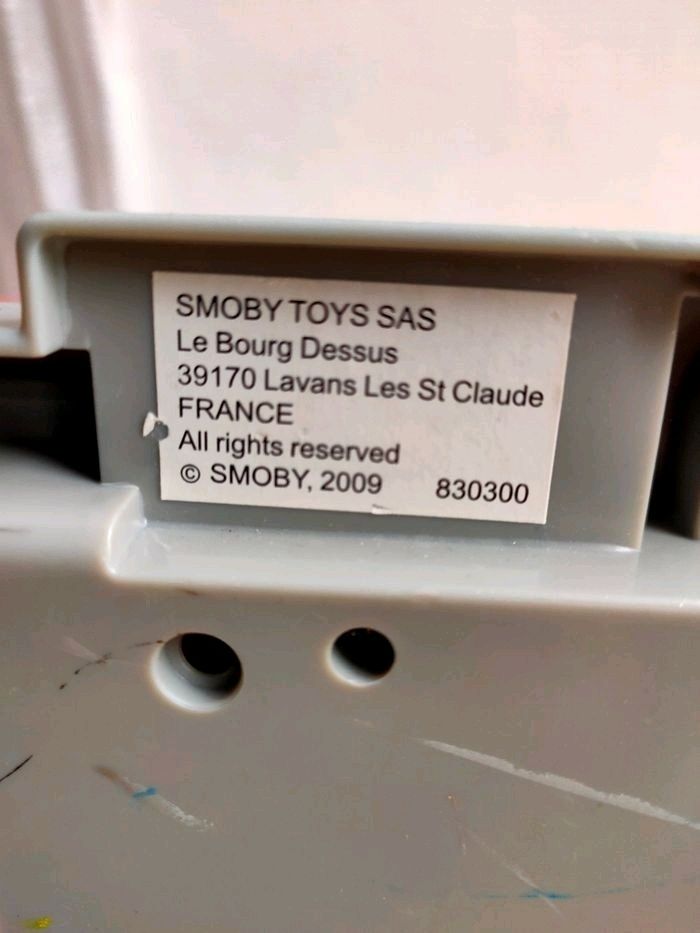 SMOBY TOYS SAS
Le Bourg Dessus
39170 Lavans Les St Claude
FRANCE
All rights reserved
© SMOBY, 2009 830300